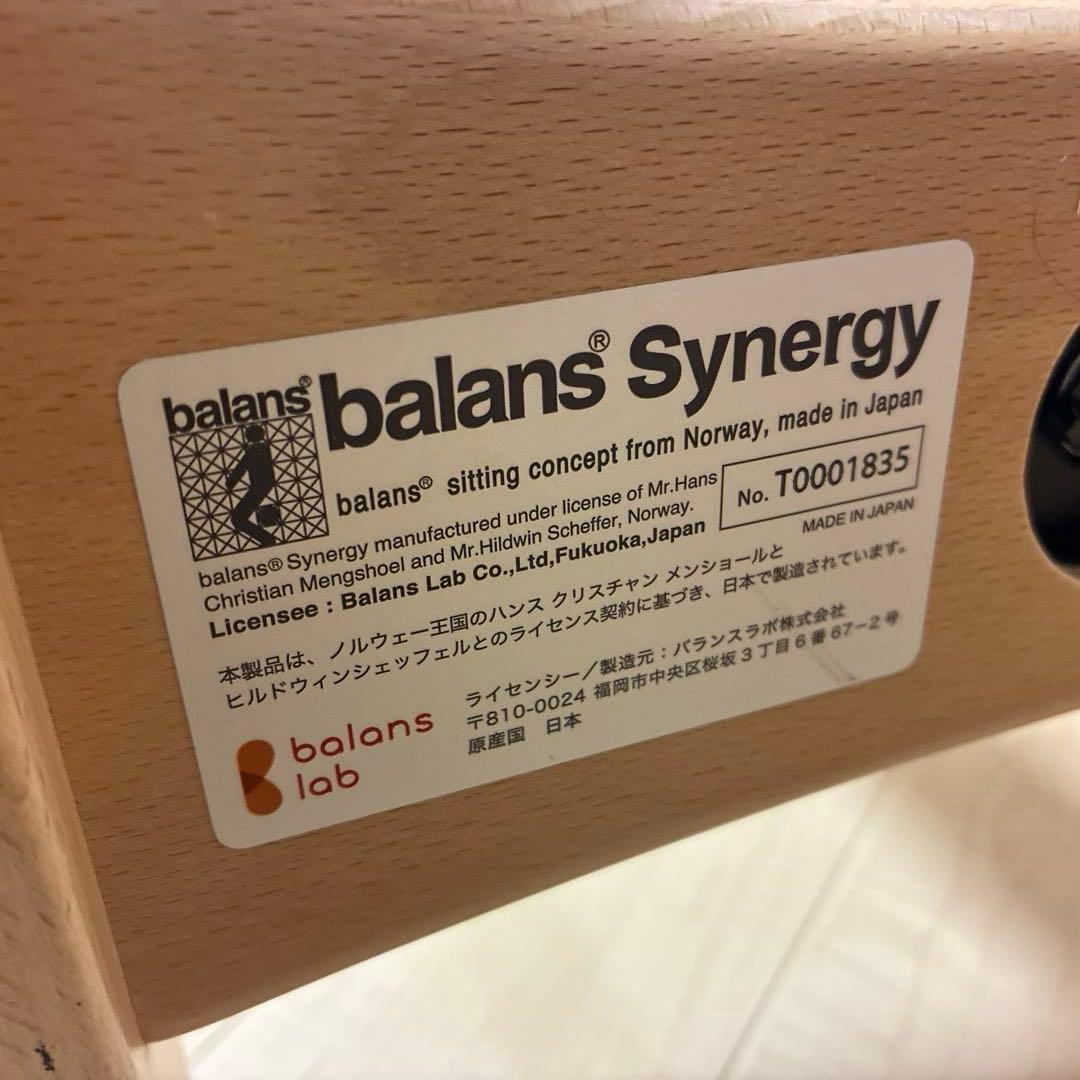 balans®
balans® Synergy
balans® sitting concept from Norway, made in Japan
balans® Synergy manufactured under license of Mr.Hans
Christian Mengshoel and Mr.Hildwin Scheffer, Norway.
Licensee : Balans Lab Co.,Ltd,Fukuoka,Japan
No. T0001835
MADE IN JAPAN
本製品は、ノルウェー王国のハンス クリスチャン メンショールと
ヒルドウィンシェッフェルとのライセンス契約に基づき、日本で製造されています。
balans
lab
ライセンシー／製造元：バランスラボ株式会社
〒810-0024 福岡市中央区桜坂3丁目6番67−2号
原産国 日本